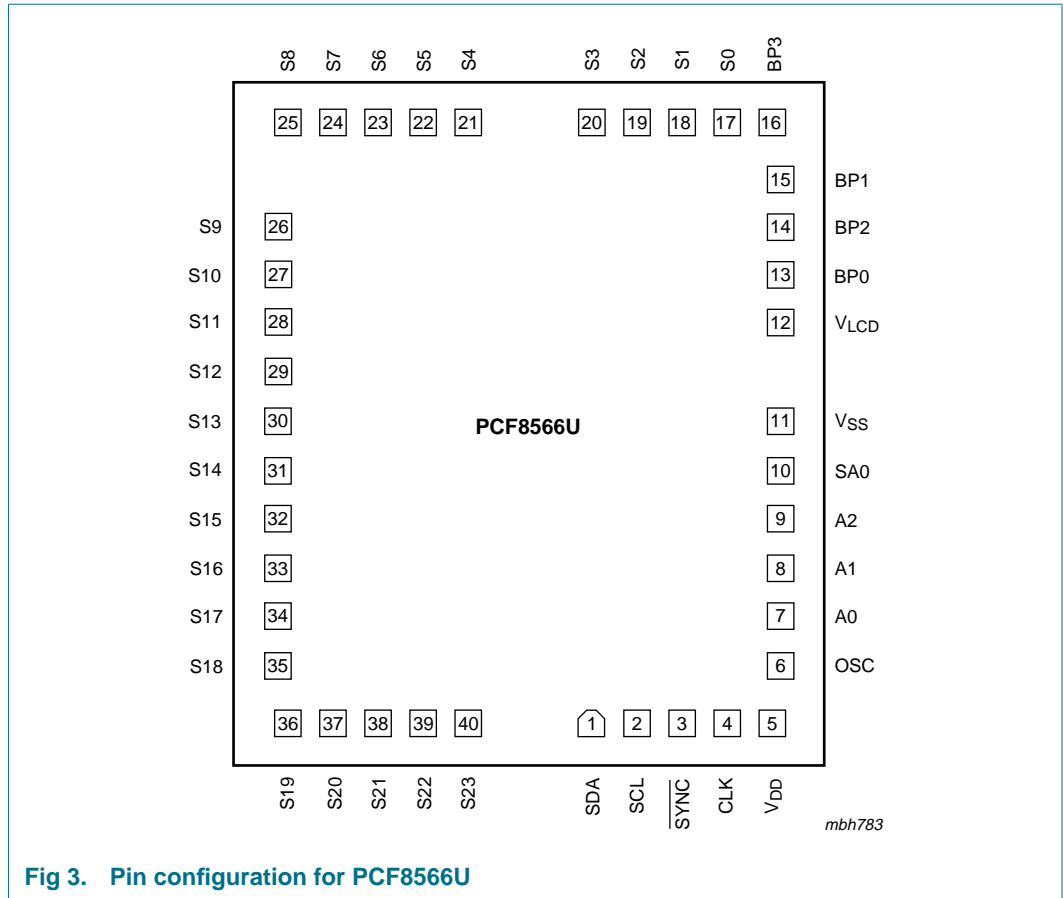 S8 S7 S6 S5 S4 S3 S2 S1 S0 BP3
25 24 23 22 21 20 19 18 17 16
15 BP1
S9 26 14 BP2
S10 27 13 BP0
S11 28 12 VLCD
S12 29
S13 30 PCF8566U 11 VSS
S14 31 10 SA0
S15 32 9 A2
S16 33 8 A1
S17 34 7 A0
S18 35 6 OSC
36 37 38 39 40 1 2 3 4 5
S19 S20 S21 S22 S23 SDA SCL SYNC CLK VDD
mbh783
Fig 3. Pin configuration for PCF8566U